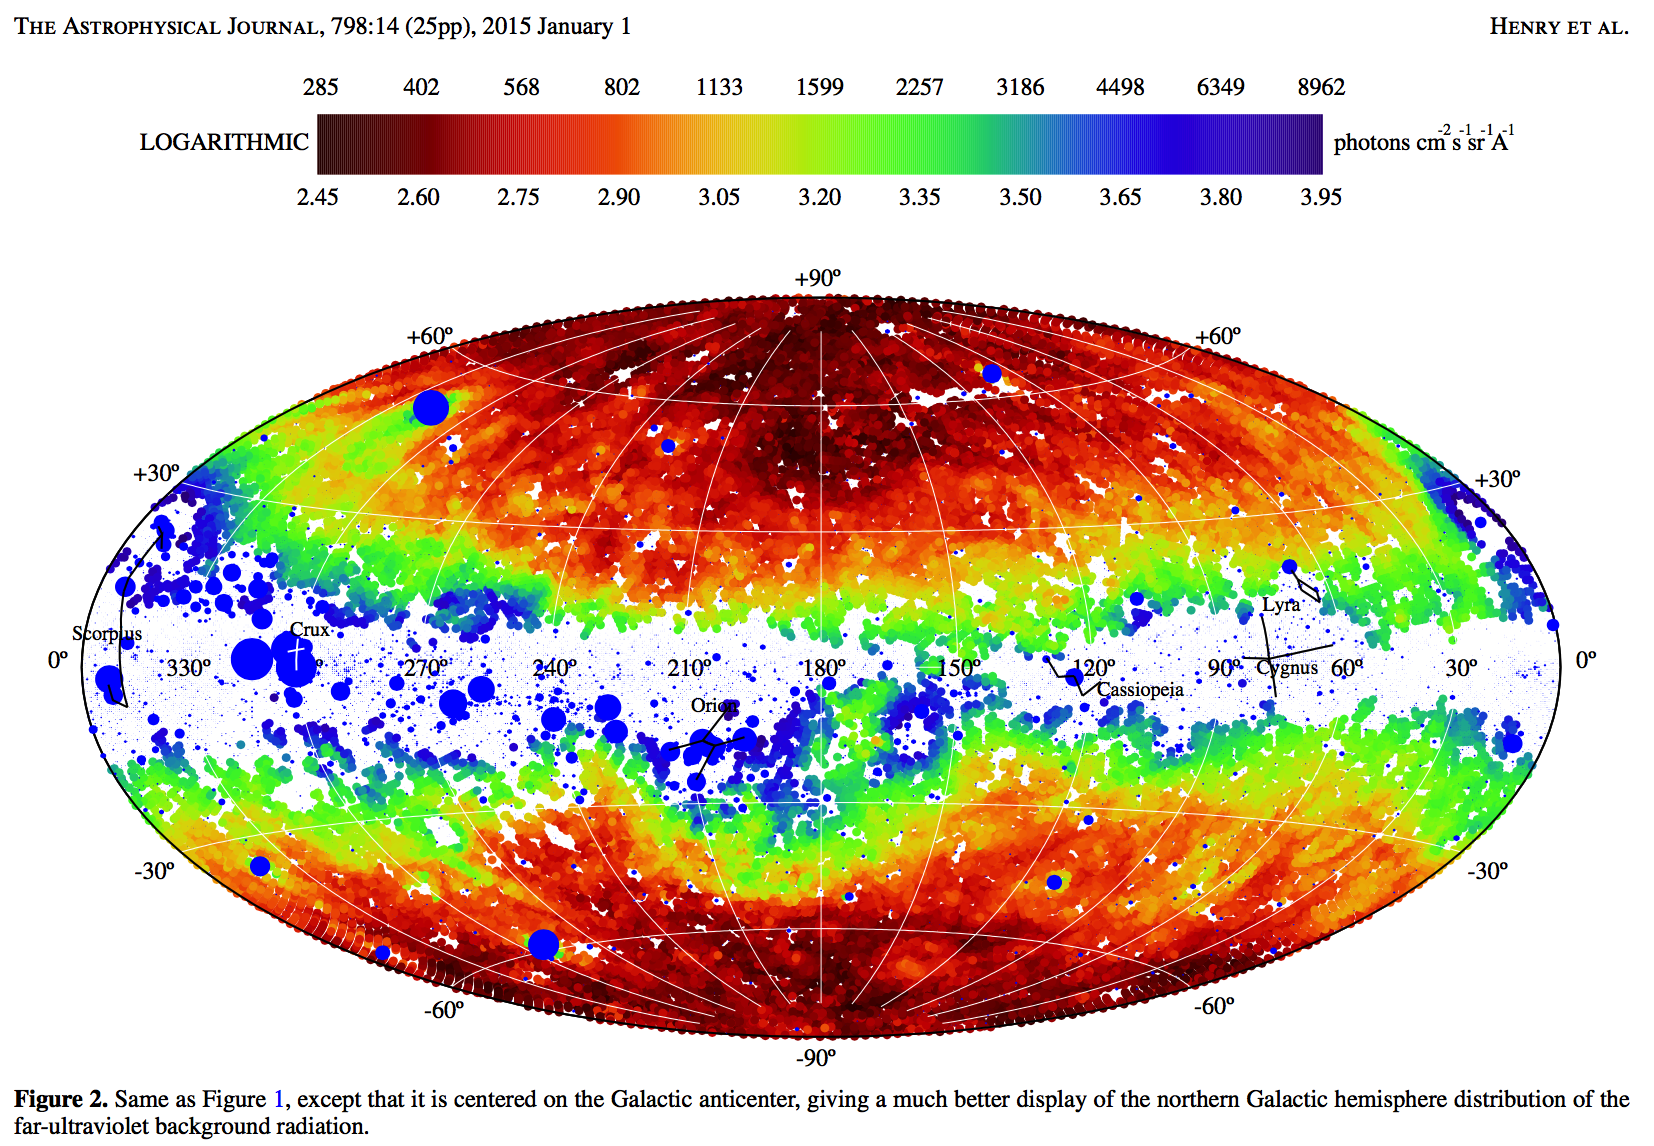 THE ASTROPHYSICAL JOURNAL, 798:14 (25pp), 2015 January 1
HENRY ET AL.
285 402 568 802 1133 1599 2257 3186 4498 6349 8962
LOGARITHMIC
photons cm⁻² s⁻¹ sr⁻¹ A⁻¹
2.45 2.60 2.75 2.90 3.05 3.20 3.35 3.50 3.65 3.80 3.95
+90º
+60º +60º
+30º +30º
Lyra
Scorpius Crux
0º 330º º 270º 240º 210º 180º 150º 120º 90º Cygnus 60º 30º 0º
Cassiopeia
Orion
-30º -30º
-60º -60º
-90º
Figure 2. Same as Figure 1, except that it is centered on the Galactic anticenter, giving a much better display of the northern Galactic hemisphere distribution of the
far-ultraviolet background radiation.